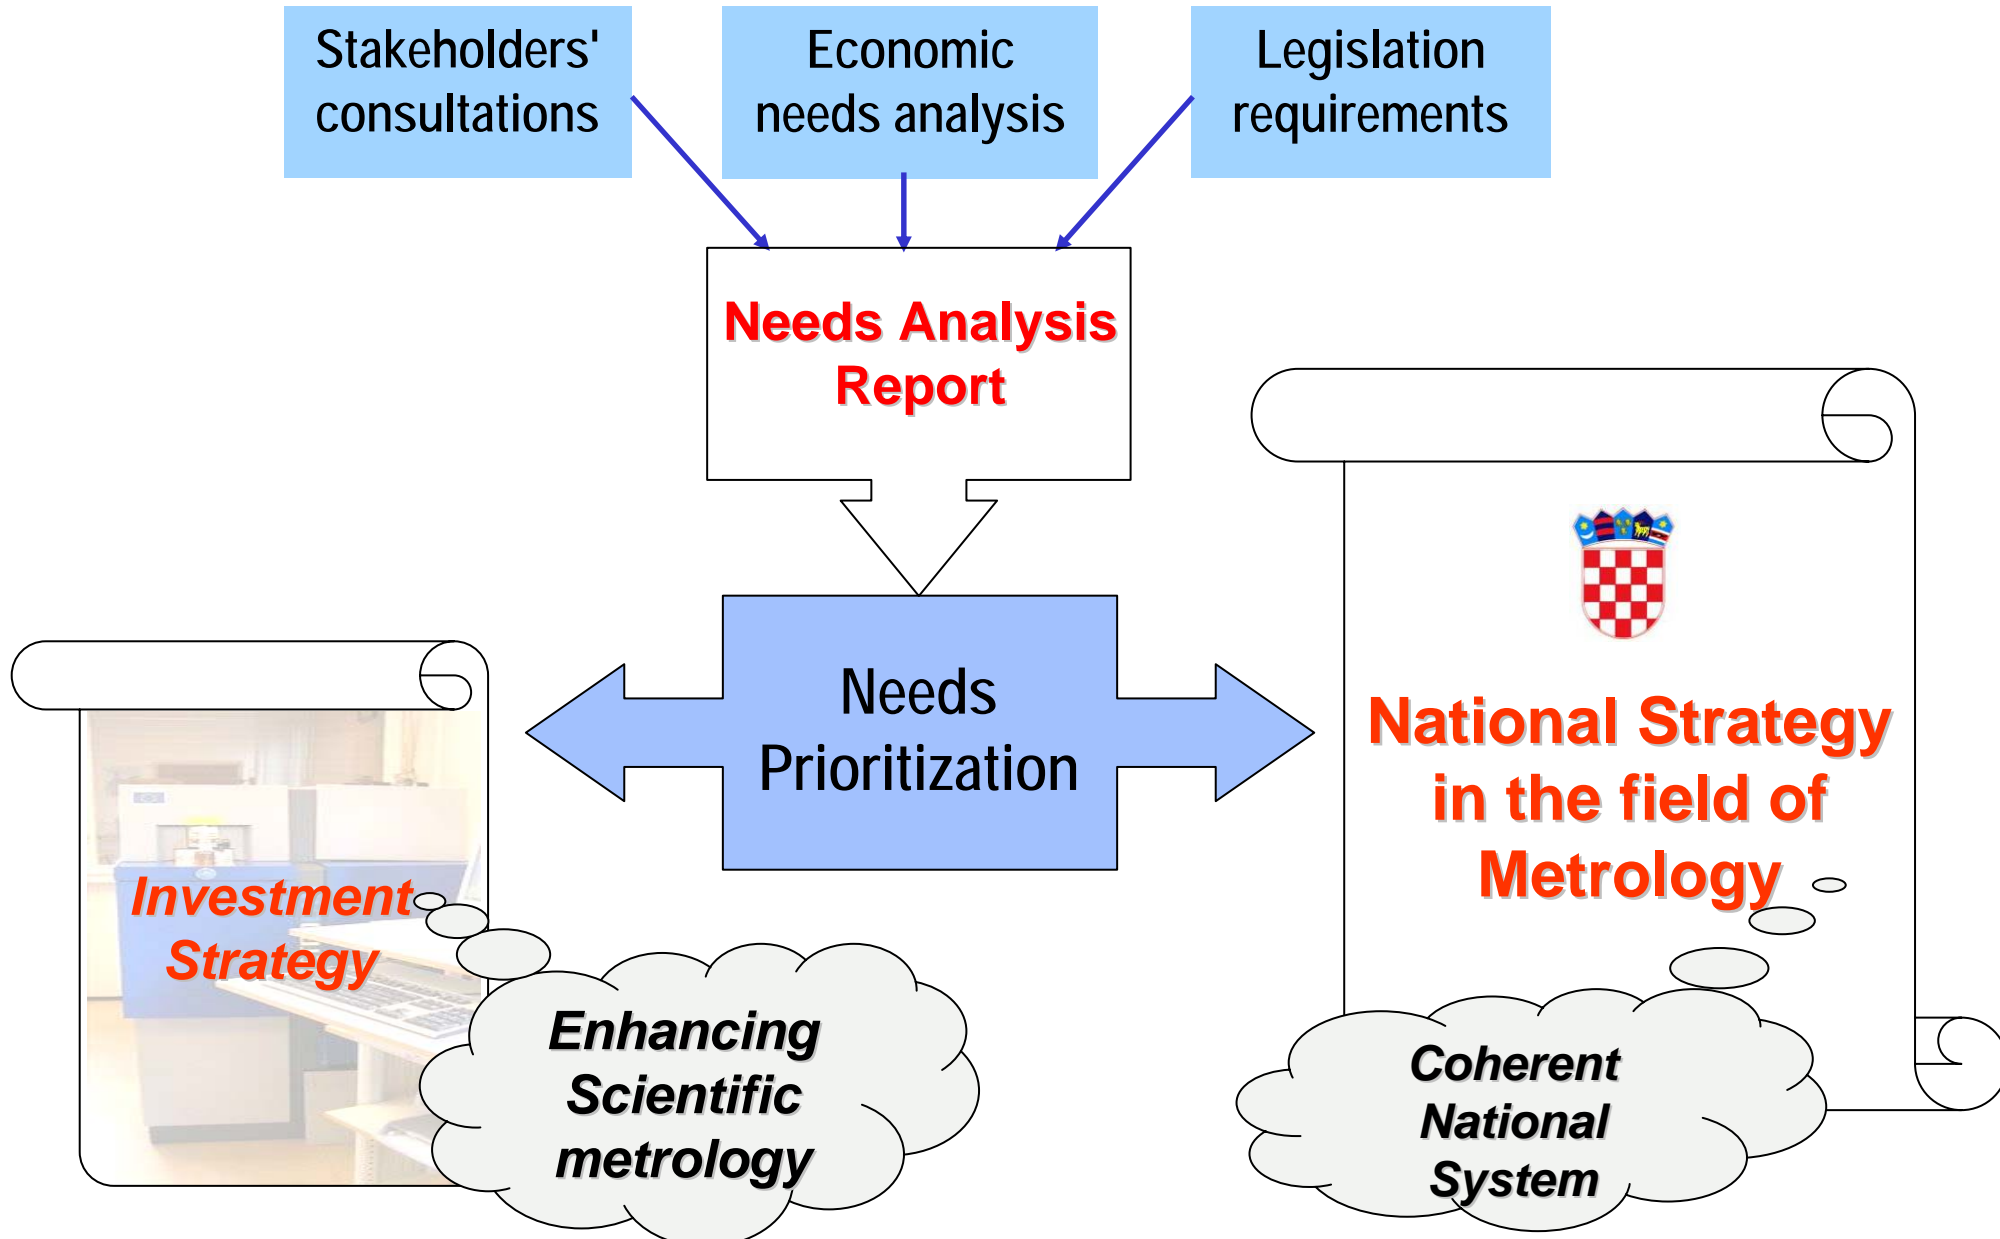 Stakeholders'
consultations
Economic
needs analysis
Legislation
requirements
Needs Analysis
Report
Needs
Prioritization
National Strategy
in the field of
Metrology
Investment
Strategy
Enhancing
Scientific
metrology
Coherent
National
System